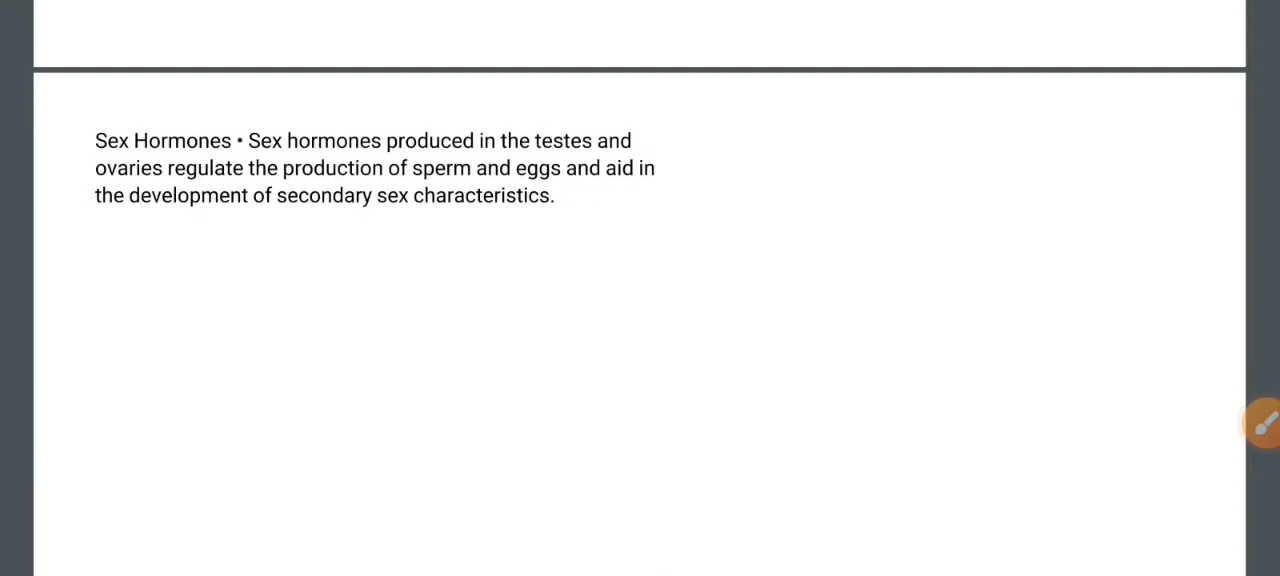 Sex Hormones • Sex hormones produced in the testes and
ovaries regulate the production of sperm and eggs and aid in
the development of secondary sex characteristics.